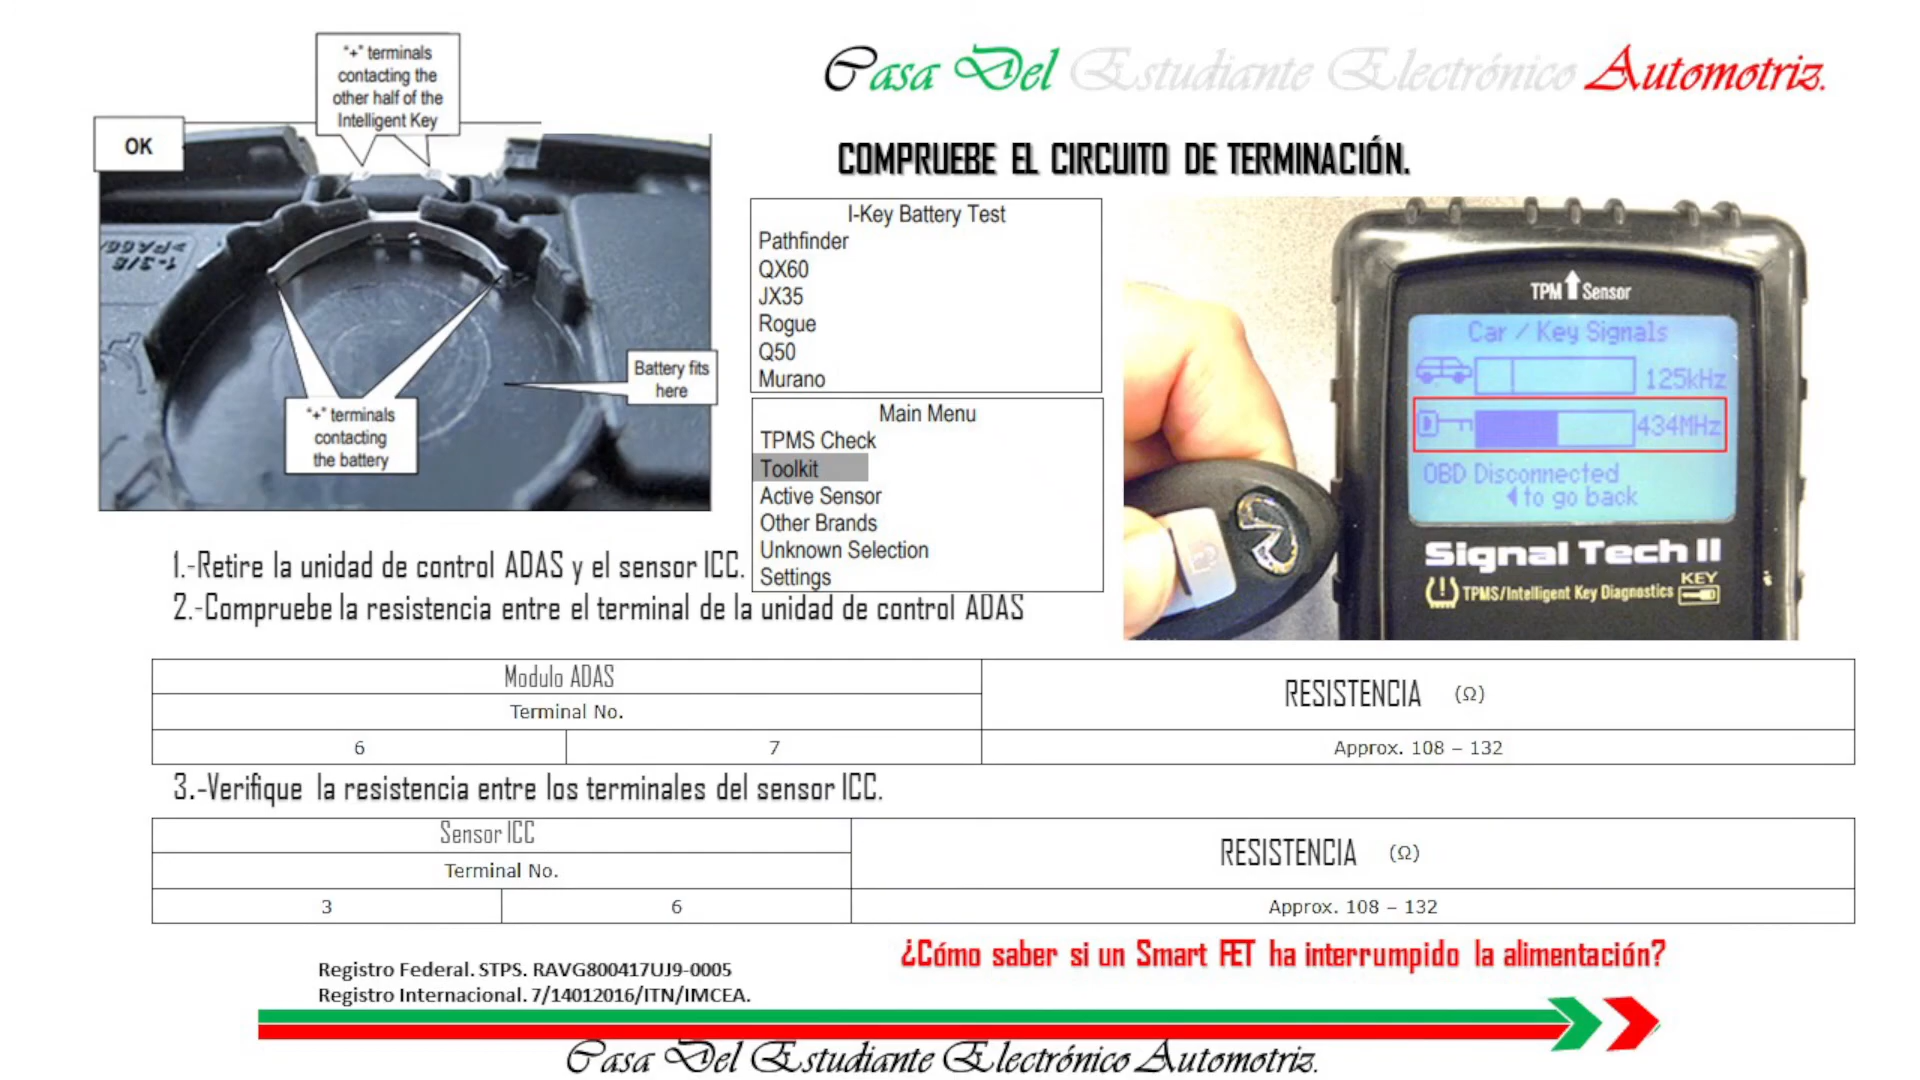 Casa Del Estudiante Electrónico Automotriz.
"+" terminals
contacting the
other half of the
Intelligent Key
OK
COMPRUEBE EL CIRCUITO DE TERMINACIÓN.
"+" terminals
contacting
the battery
Battery fits
here
I-Key Battery Test
Pathfinder
QX60
JX35
Rogue
Q50
Murano
Main Menu
TPMS Check
Toolkit
Active Sensor
Other Brands
Unknown Selection
Settings
TPM Sensor
Car / Key Signals
125kHz
434MHz
OBD Disconnected
to go back
Signal Tech II
TPMS/Intelligent Key Diagnostics
KEY
1.-Retire la unidad de control ADAS y el sensor ICC.
2.-Compruebe la resistencia entre el terminal de la unidad de control ADAS
Modulo ADAS
RESISTENCIA (Ω)
Terminal No.
6 7 Approx. 108 – 132
3.-Verifique la resistencia entre los terminales del sensor ICC.
Sensor ICC
RESISTENCIA (Ω)
Terminal No.
3 6 Approx. 108 – 132
¿Cómo saber si un Smart FET ha interrumpido la alimentación?
Registro Federal. STPS. RAVG800417UJ9-0005
Registro Internacional. 7/14012016/ITN/IMCEA.
Casa Del Estudiante Electrónico Automotriz.